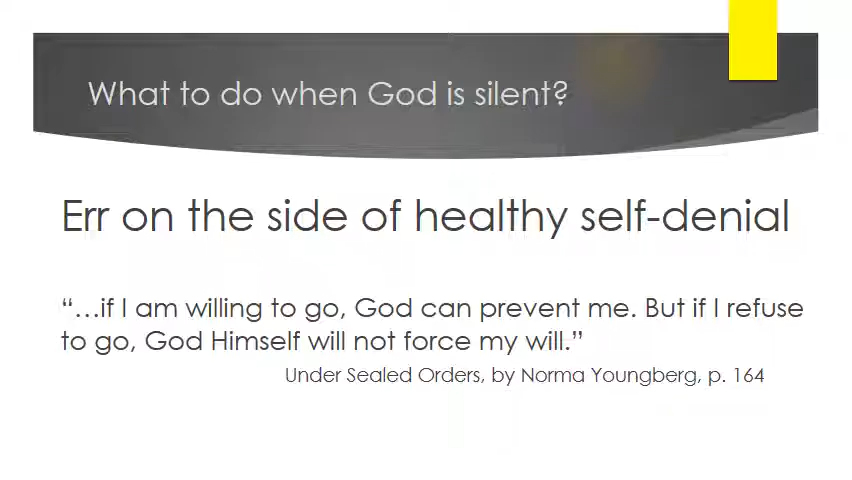 What to do when God is silent?
Err on the side of healthy self-denial
“…if I am willing to go, God can prevent me. But if I refuse
to go, God Himself will not force my will.”
Under Sealed Orders, by Norma Youngberg, p. 164